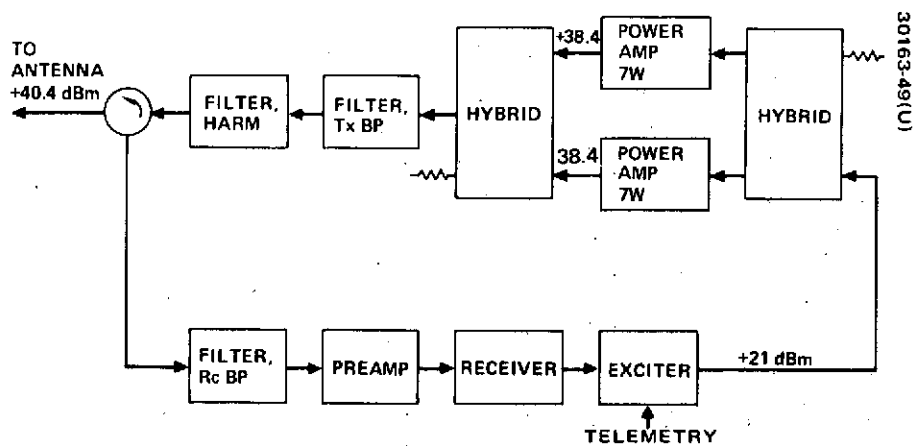 30163-49(U)
TO
ANTENNA
+40.4 dBm
FILTER,
HARM
FILTER,
Tx BP
HYBRID
+38.4
POWER
AMP
7W
38.4
POWER
AMP
7W
HYBRID
FILTER,
Rc BP
PREAMP
RECEIVER
EXCITER
+21 dBm
TELEMETRY